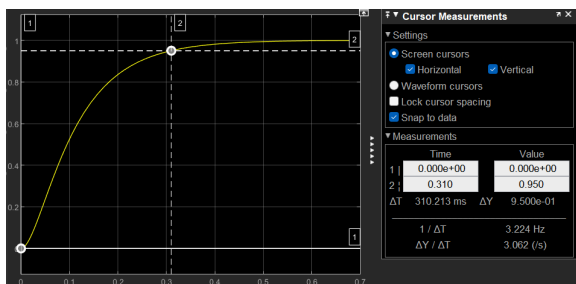 1
2
1
2
0.8
0.6
0.4
0.2
0
1
0
0.1
0.2
0.3
0.4
0.5
0.6
0.7
Cursor Measurements
Settings
Screen cursors
Horizontal Vertical
Waveform cursors
Lock cursor spacing
Snap to data
Measurements
Time Value
1 | 0.000e+00 0.000e+00
2 ¦ 0.310 0.950
ΔT 310.213 ms ΔY 9.500e-01
1 / ΔT 3.224 Hz
ΔY / ΔT 3.062 (/s)